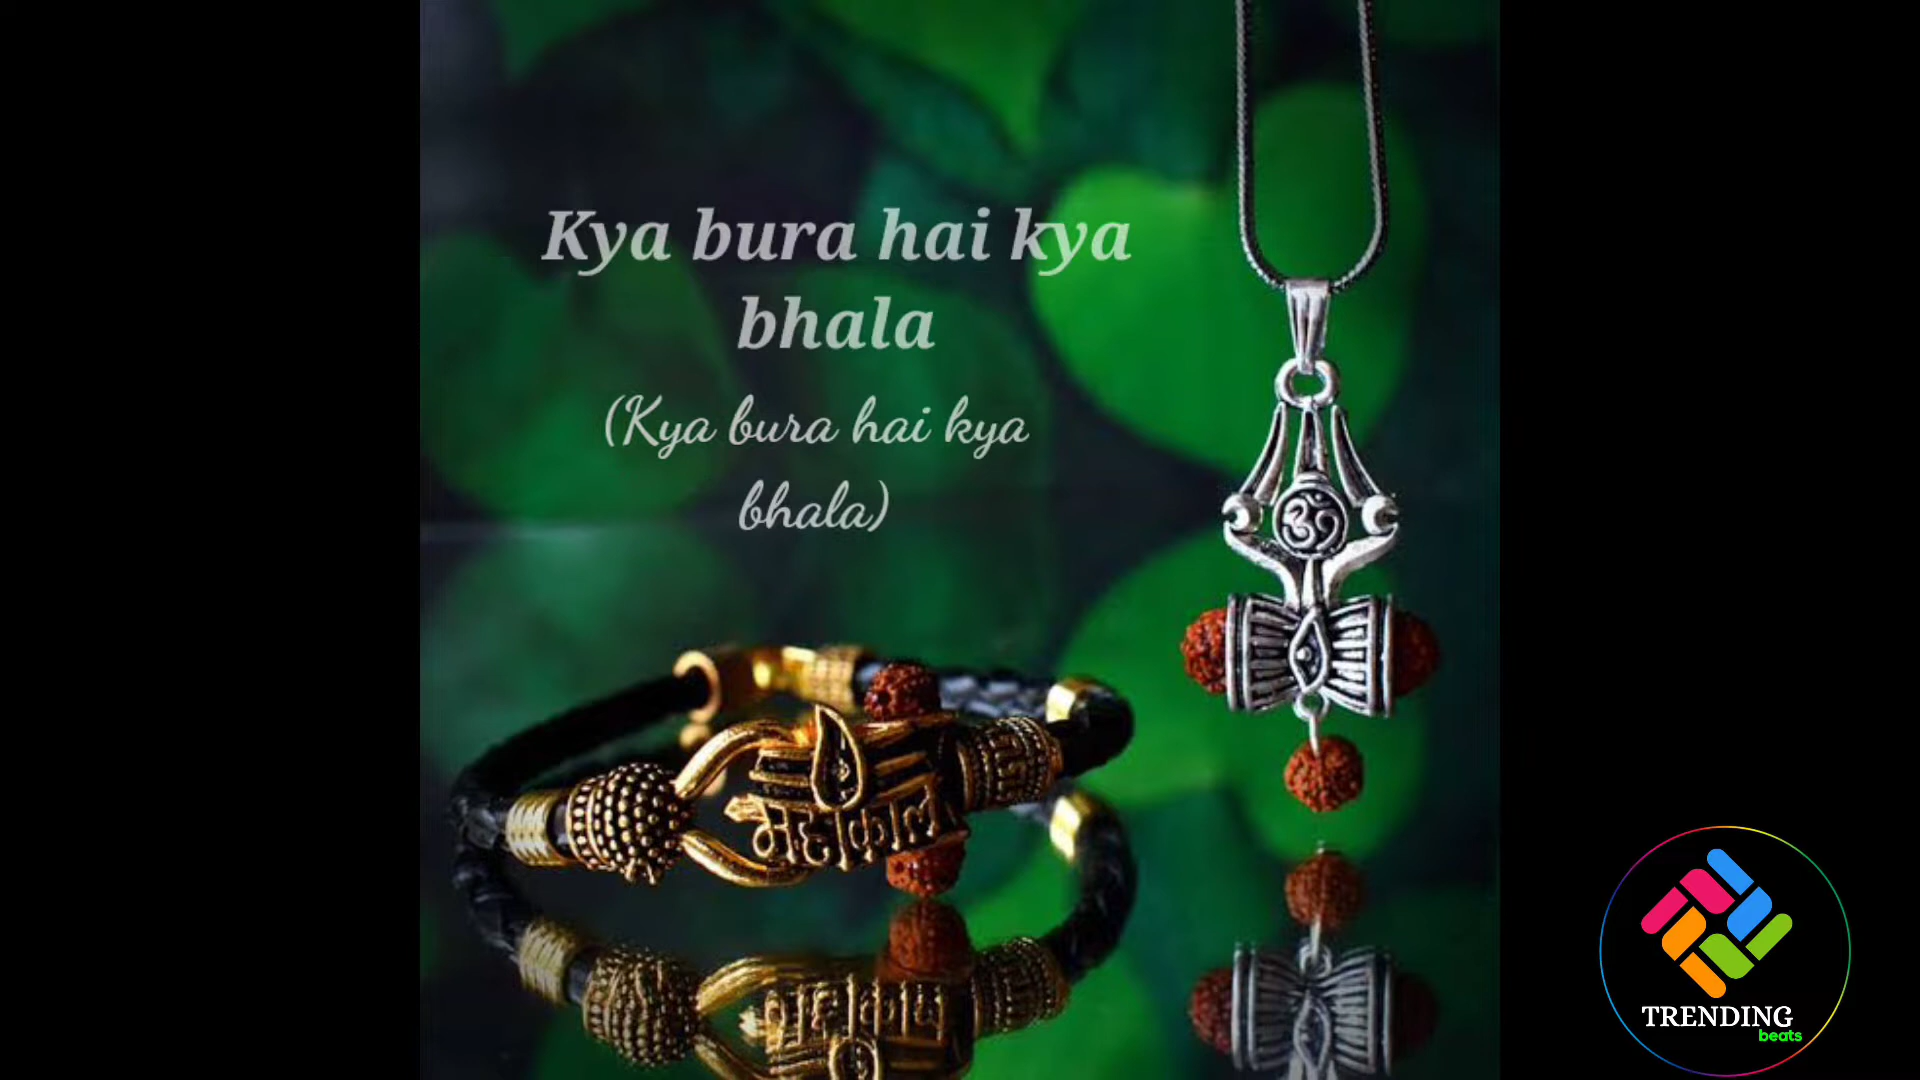 Kya bura hai kya
bhala
(Kya bura hai kya
bhala)
ॐ
महाकाल
TRENDING
beats